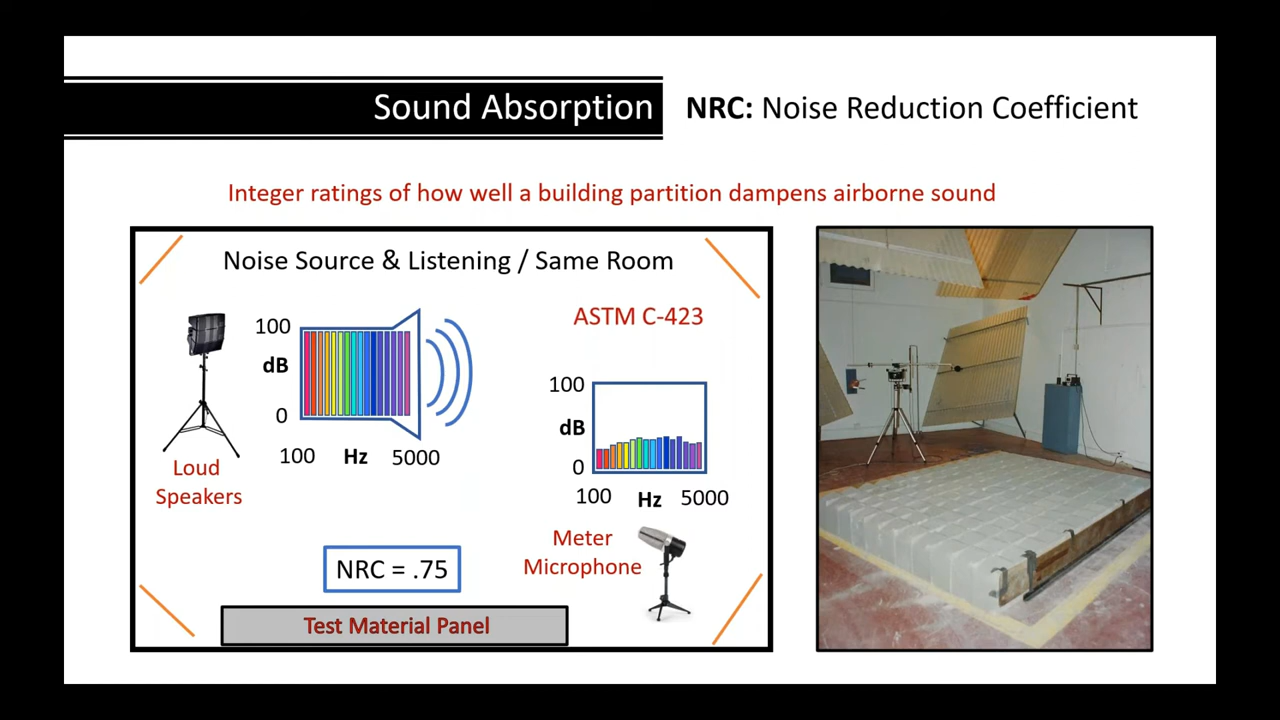 Sound Absorption
NRC: Noise Reduction Coefficient
Integer ratings of how well a building partition dampens airborne sound
Noise Source & Listening / Same Room
ASTM C-423
100
dB
0
100 Hz 5000
Loud
Speakers
100
dB
0
100 Hz 5000
Meter
Microphone
NRC = .75
Test Material Panel